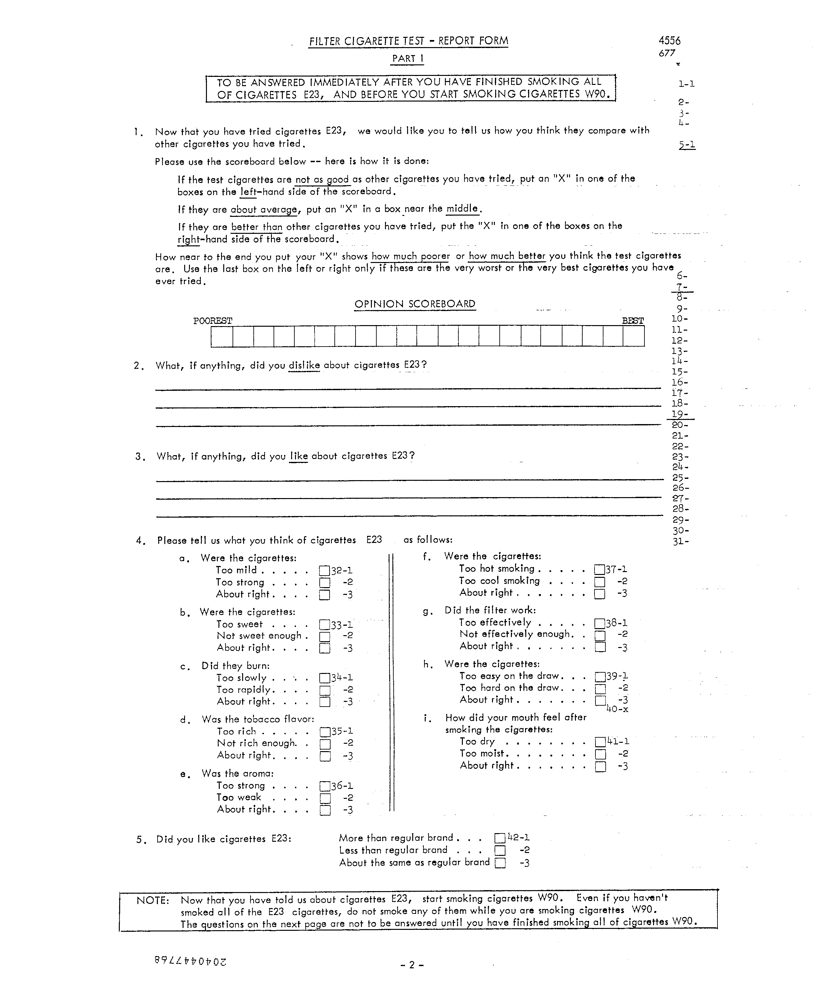 FILTER CIGARETTE TEST - REPORT FORM
4556
677
PART I
TO BE ANSWERED IMMEDIATELY AFTER YOU HAVE FINISHED SMOKING ALL
OF CIGARETTES E23, AND BEFORE YOU START SMOKING CIGARETTES W90.
1-1
2-
3-
4-
5-1
1. Now that you have tried cigarettes E23, we would like you to tell us how you think they compare with
other cigarettes you have tried.
Please use the scoreboard below -- here is how it is done:
If the test cigarettes are not as good as other cigarettes you have tried, put an "X" in one of the
boxes on the left-hand side of the scoreboard.
If they are about average, put an "X" in a box near the middle.
If they are better than other cigarettes you have tried, put the "X" in one of the boxes on the
right-hand side of the scoreboard.
How near to the end you put your "X" shows how much poorer or how much better you think the test cigarettes
are. Use the last box on the left or right only if these are the very worst or the very best cigarettes you have
ever tried.
6-
7-
8-
9-
10-
11-
12-
13-
14-
15-
16-
17-
18-
19-
20-
21-
22-
23-
24-
25-
26-
27-
28-
29-
30-
31-
OPINION SCOREBOARD
POOREST BEST
2. What, if anything, did you dislike about cigarettes E23?
3. What, if anything, did you like about cigarettes E23?
4. Please tell us what you think of cigarettes E23 as follows:
a. Were the cigarettes:
Too mild . . . . . 32-1
Too strong . . . . -2
About right. . . . -3
b. Were the cigarettes:
Too sweet . . . . 33-1
Not sweet enough . -2
About right. . . . -3
c. Did they burn:
Too slowly . . . . 34-1
Too rapidly. . . . -2
About right. . . . -3
d. Was the tobacco flavor:
Too rich . . . . . 35-1
Not rich enough. . -2
About right. . . . -3
e. Was the aroma:
Too strong . . . . 36-1
Too weak . . . . -2
About right. . . . -3
f. Were the cigarettes:
Too hot smoking . . . . . 37-1
Too cool smoking . . . . -2
About right . . . . . . . -3
g. Did the filter work:
Too effectively . . . . . 38-1
Not effectively enough. . -2
About right . . . . . . . -3
h. Were the cigarettes:
Too easy on the draw. . . 39-1
Too hard on the draw. . . -2
About right . . . . . . . -3
40-x
i. How did your mouth feel after
smoking the cigarettes:
Too dry . . . . . . . . 41-1
Too moist. . . . . . . . -2
About right . . . . . . . -3
5. Did you like cigarettes E23: More than regular brand . . . 42-1
Less than regular brand . . . -2
About the same as regular brand -3
NOTE: Now that you have told us about cigarettes E23, start smoking cigarettes W90. Even if you haven't
smoked all of the E23 cigarettes, do not smoke any of them while you are smoking cigarettes W90.
The questions on the next page are not to be answered until you have finished smoking all of cigarettes W90.
2040447768
- 2 -